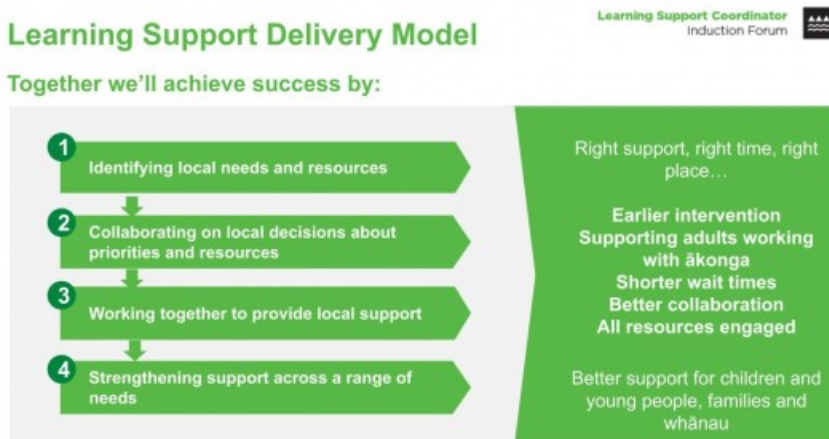 Learning Support Coordinator
Induction Forum
Learning Support Delivery Model
Together we'll achieve success by:
1
Identifying local needs and resources
2
Collaborating on local decisions about
priorities and resources
3
Working together to provide local support
4
Strengthening support across a range of
needs
Right support, right time, right
place…
Earlier intervention
Supporting adults working
with ākonga
Shorter wait times
Better collaboration
All resources engaged
Better support for children and
young people, families and
whānau